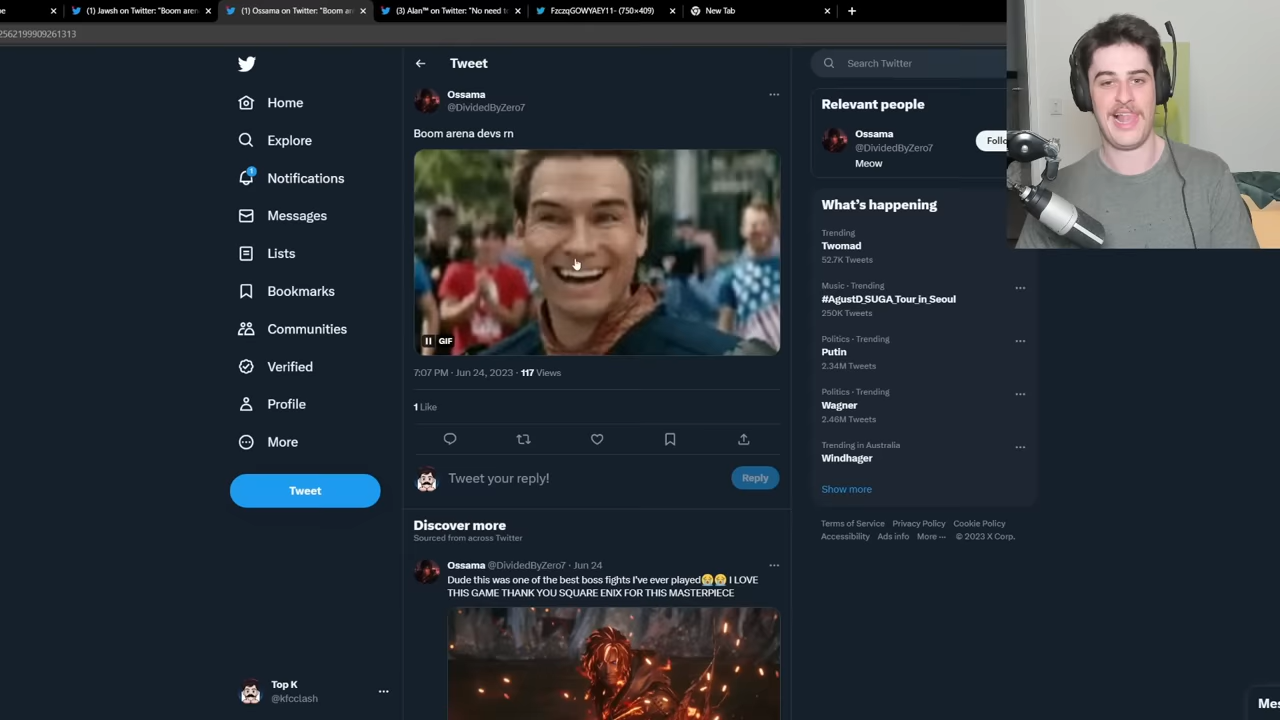 (1) Jawsh on Twitter: "Boom aren
(1) Ossama on Twitter: "Boom ar
(3) Alan™ on Twitter: "No need t
FzczqGOWYAEY11- (750×409)
New Tab
2562199909261313
Home
Explore
1
Notifications
Messages
Lists
Bookmarks
Communities
Verified
Profile
More
Tweet
Top K
@kfcclash
Tweet
Ossama
@DividedByZero7
Boom arena devs rn
GIF
7:07 PM · Jun 24, 2023 · 117 Views
1 Like
Tweet your reply!
Reply
Discover more
Sourced from across Twitter
Ossama @DividedByZero7 · Jun 24
Dude this was one of the best boss fights I've ever played😭😭 I LOVE
THIS GAME THANK YOU SQUARE ENIX FOR THIS MASTERPIECE
Search Twitter
Relevant people
Ossama
@DividedByZero7
Follo
Meow
What's happening
Trending
Twomad
52.7K Tweets
Music · Trending
#AgustD_SUGA_Tour_in_Seoul
250K Tweets
Politics · Trending
Putin
2.34M Tweets
Politics · Trending
Wagner
2.46M Tweets
Trending in Australia
Windhager
Show more
Terms of Service Privacy Policy Cookie Policy
Accessibility Ads info More ··· © 2023 X Corp.
Mes